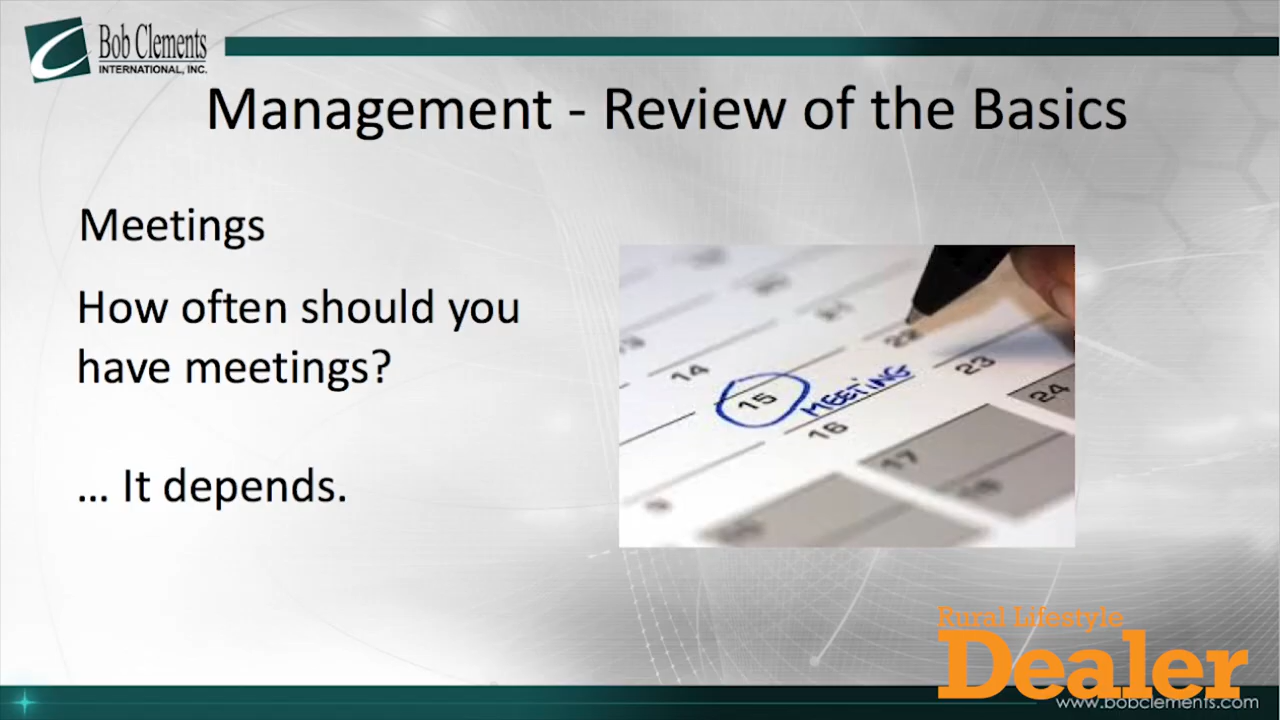 Bob Clements
INTERNATIONAL, INC.
Management - Review of the Basics
Meetings
How often should you
have meetings?
... It depends.
14
15
MEETING
16
17
22
23
24
Rural Lifestyle
Dealer
www.bobclements.com